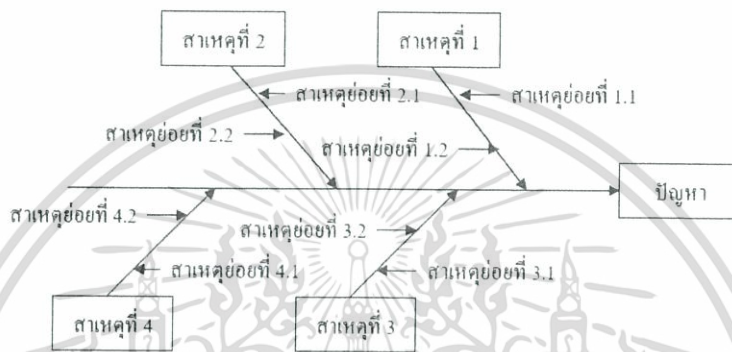 สาเหตุที่ 2
สาเหตุที่ 1
สาเหตุย่อยที่ 2.1
สาเหตุย่อยที่ 1.1
สาเหตุย่อยที่ 2.2
สาเหตุย่อยที่ 1.2
ปัญหา
สาเหตุย่อยที่ 4.2
สาเหตุย่อยที่ 3.2
สาเหตุย่อยที่ 4.1
สาเหตุย่อยที่ 3.1
สาเหตุที่ 4
สาเหตุที่ 3